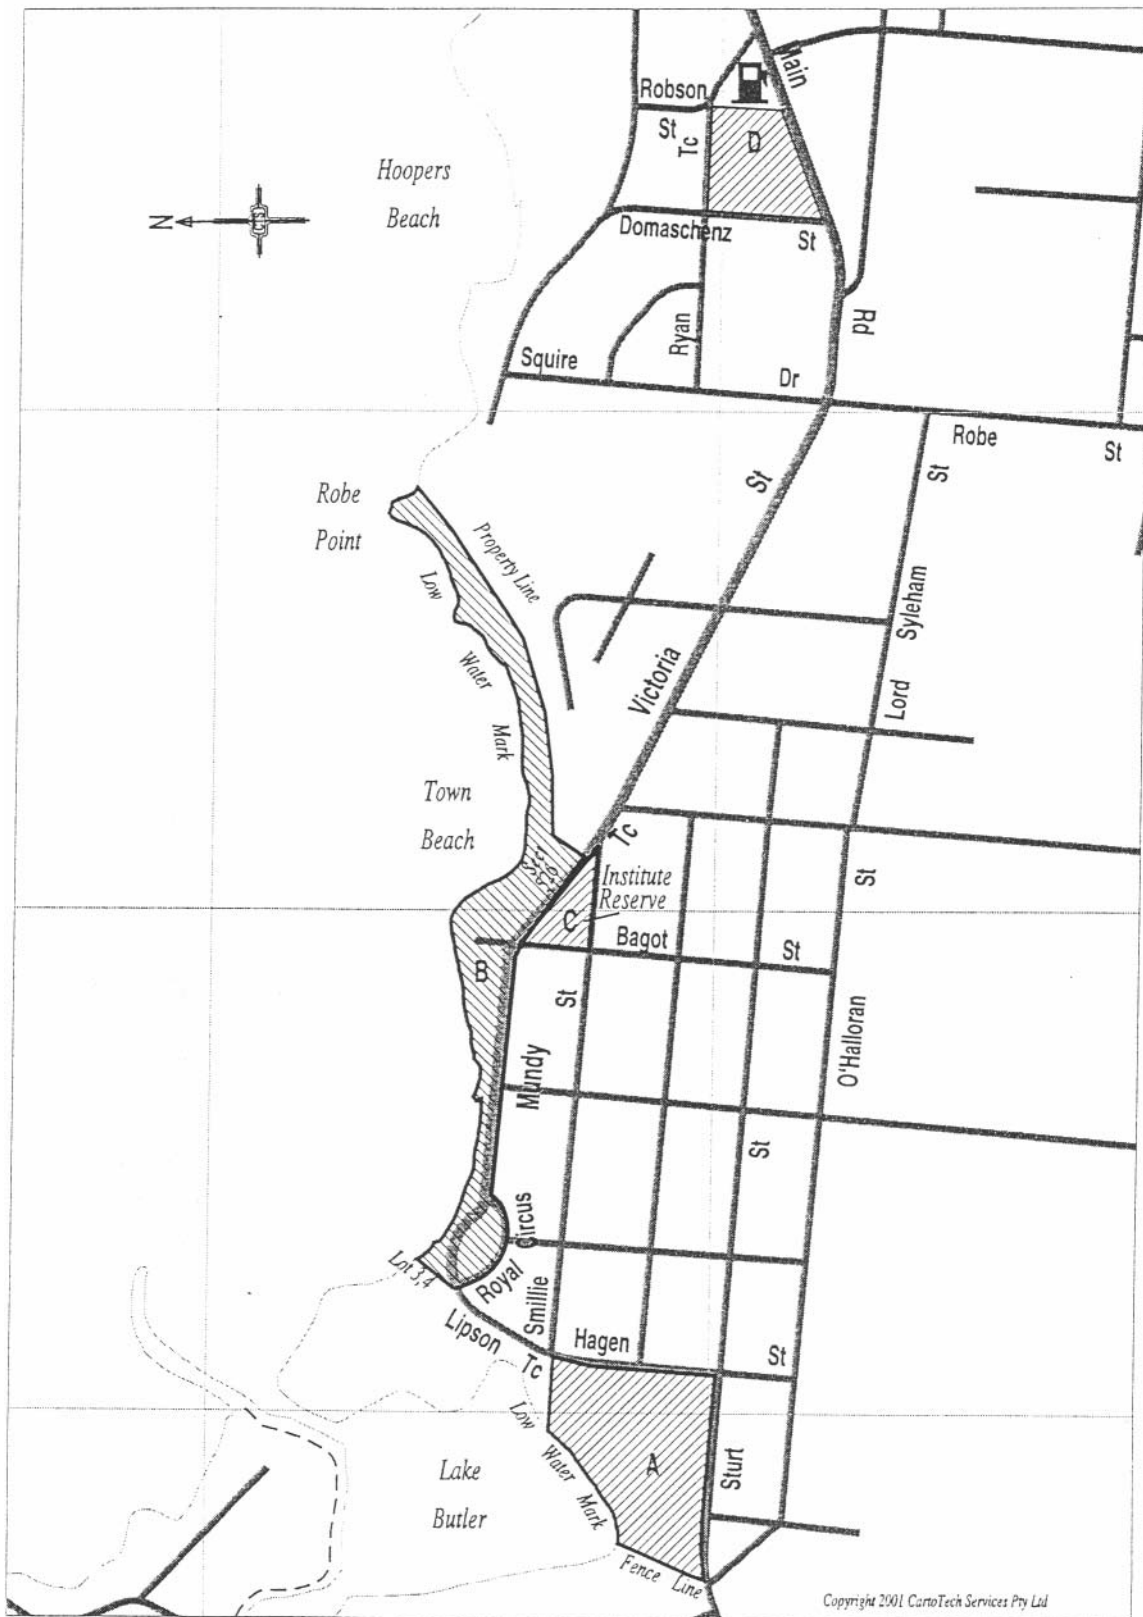 Main
Robson
St
Tc
D
Hoopers
Beach
N
Domaschenz
St
Rd
Ryan
Squire
Dr
Robe
St
St
St
Robe
Point
Property Line
Low
Water
Mark
Syleham
Victoria
Lord
Town
Beach
Tc
Institute
Reserve
St
C
Bagot
St
B
St
O'Halloran
Mundy
St
Circus
Royal
Lot 3,4
Smillie
Lipson
Tc
Hagen
St
Low
Water
Mark
A
Sturt
Lake
Butler
Fence Line
Copyright 2001 CartoTech Services Pty Ltd